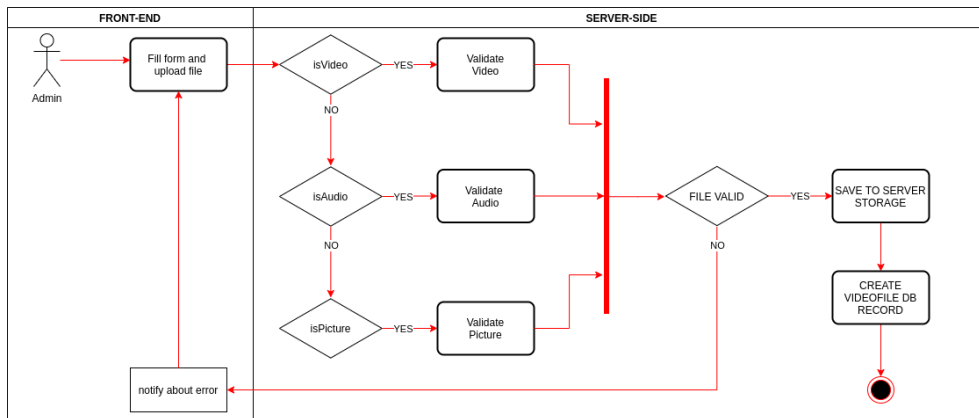 FRONT-END
SERVER-SIDE
Admin
Fill form and
upload file
isVideo
YES
Validate
Video
NO
isAudio
YES
Validate
Audio
NO
isPicture
YES
Validate
Picture
FILE VALID
YES
SAVE TO SERVER
STORAGE
NO
CREATE
VIDEOFILE DB
RECORD
notify about error